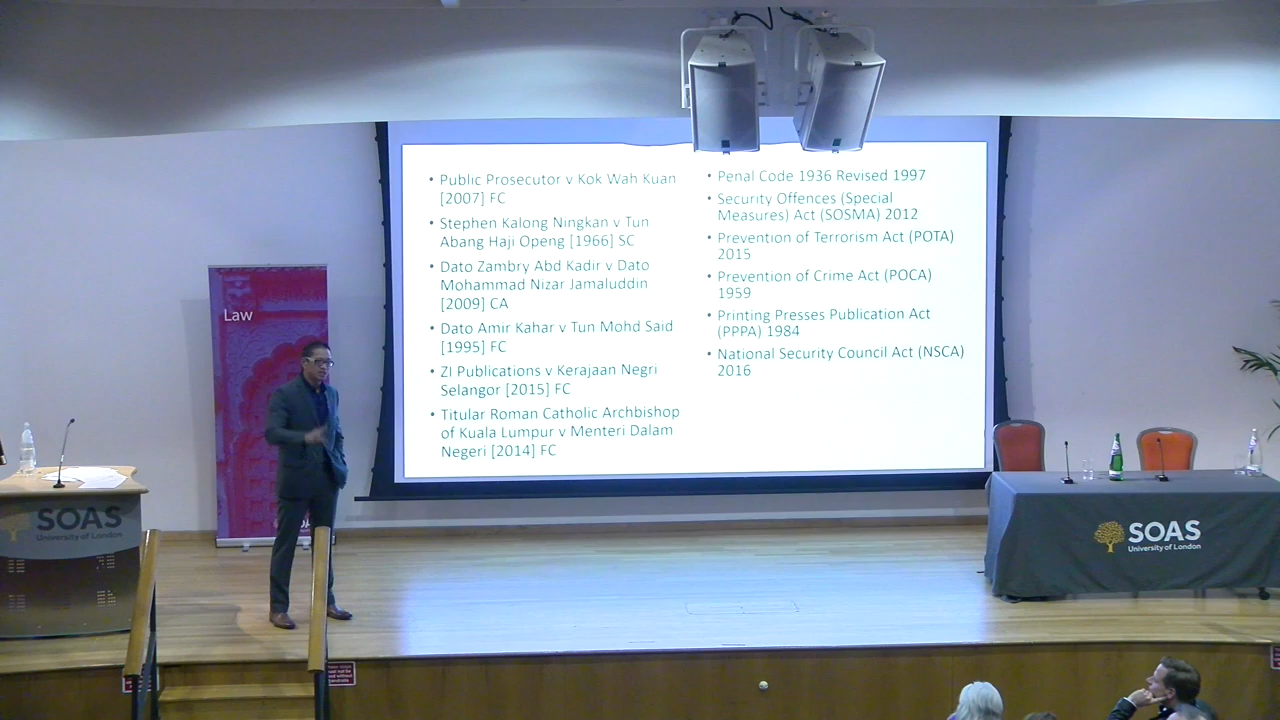 • Public Prosecutor v Kok Wah Kuan
[2007] FC
• Stephen Kalong Ningkan v Tun
Abang Haji Openg [1966] SC
• Dato Zambry Abd Kadir v Dato
Mohammad Nizar Jamaluddin
[2009] CA
• Dato Amir Kahar v Tun Mohd Said
[1995] FC
• ZI Publications v Kerajaan Negri
Selangor [2015] FC
• Titular Roman Catholic Archbishop
of Kuala Lumpur v Menteri Dalam
Negeri [2014] FC
• Penal Code 1936 Revised 1997
• Security Offences (Special
Measures) Act (SOSMA) 2012
• Prevention of Terrorism Act (POTA)
2015
• Prevention of Crime Act (POCA)
1959
• Printing Presses Publication Act
(PPPA) 1984
• National Security Council Act (NSCA)
2016
Law
SOAS
University of London
SOAS
University of London